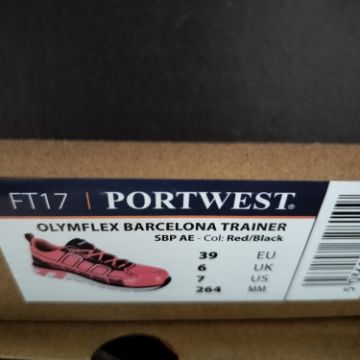 FT17 | PORTWEST®
OLYMFLEX BARCELONA TRAINER
SBP AE - Col: Red/Black
39 EU
6 UK
7 US
264 MM